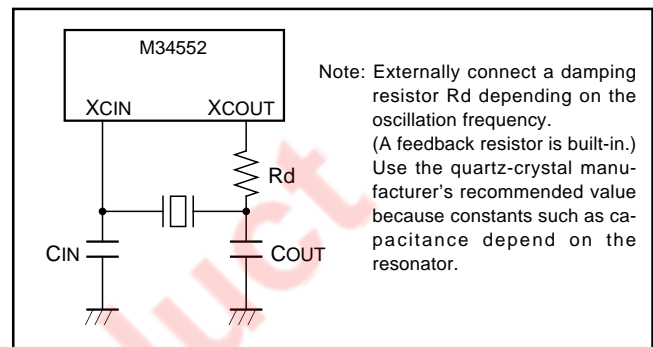 M34552
XCIN
XCOUT
Rd
CIN
COUT
Note: Externally connect a damping
resistor Rd depending on the
oscillation frequency.
(A feedback resistor is built-in.)
Use the quartz-crystal manu-
facturer's recommended value
because constants such as ca-
pacitance depend on the
resonator.
uct